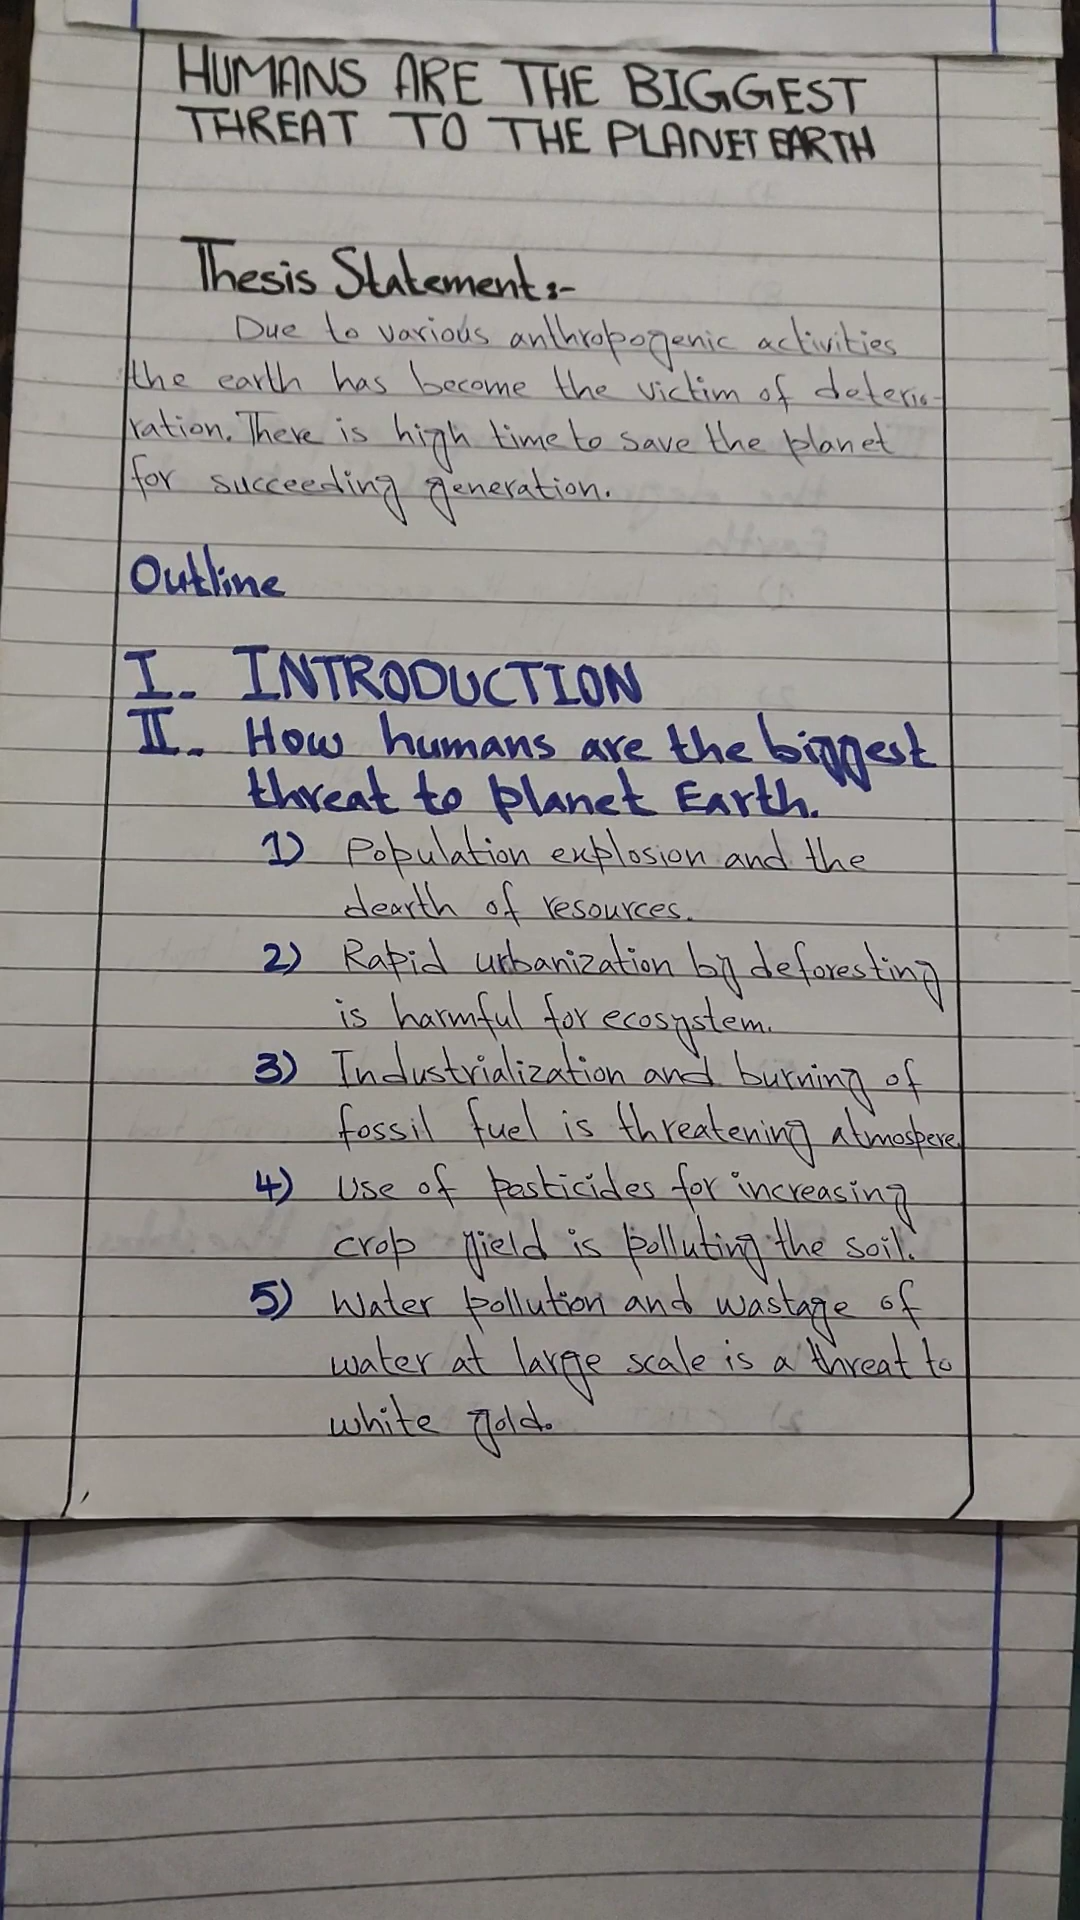 HUMANS ARE THE BIGGEST
THREAT TO THE PLANET EARTH
Thesis Statement:-
Due to various anthropogenic activities
the earth has become the victim of deterio-
ration. There is high time to save the planet
for succeeding generation.
Outline
I. INTRODUCTION
II. How humans are the biggest
threat to planet Earth.
1) Population explosion and the
dearth of resources.
2) Rapid urbanization by deforesting
is harmful for ecosystem.
3) Industrialization and burning of
fossil fuel is threatening atmospere.
4) Use of pesticides for increasing
crop yield is polluting the soil.
5) Water pollution and wastage of
water at large scale is a threat to
white gold.